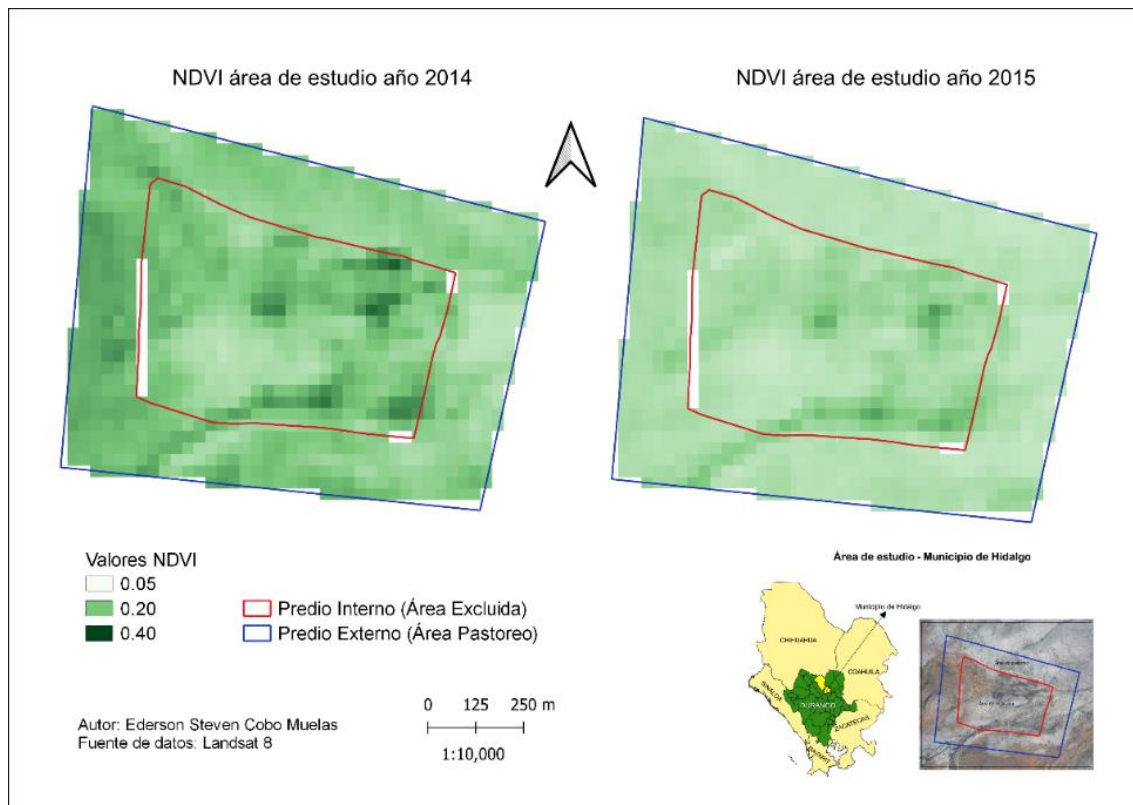 NDVI área de estudio año 2014
NDVI área de estudio año 2015
Valores NDVI
0.05
0.20
0.40
Predio Interno (Área Excluida)
Predio Externo (Área Pastoreo)
Autor: Ederson Steven Cobo Muelas
Fuente de datos: Landsat 8
0 125 250 m
1:10,000
Área de estudio - Municipio de Hidalgo
Municipio de Hidalgo
CHIHUAHUA
COAHUILA
SINALOA
DURANGO
ZACATECAS